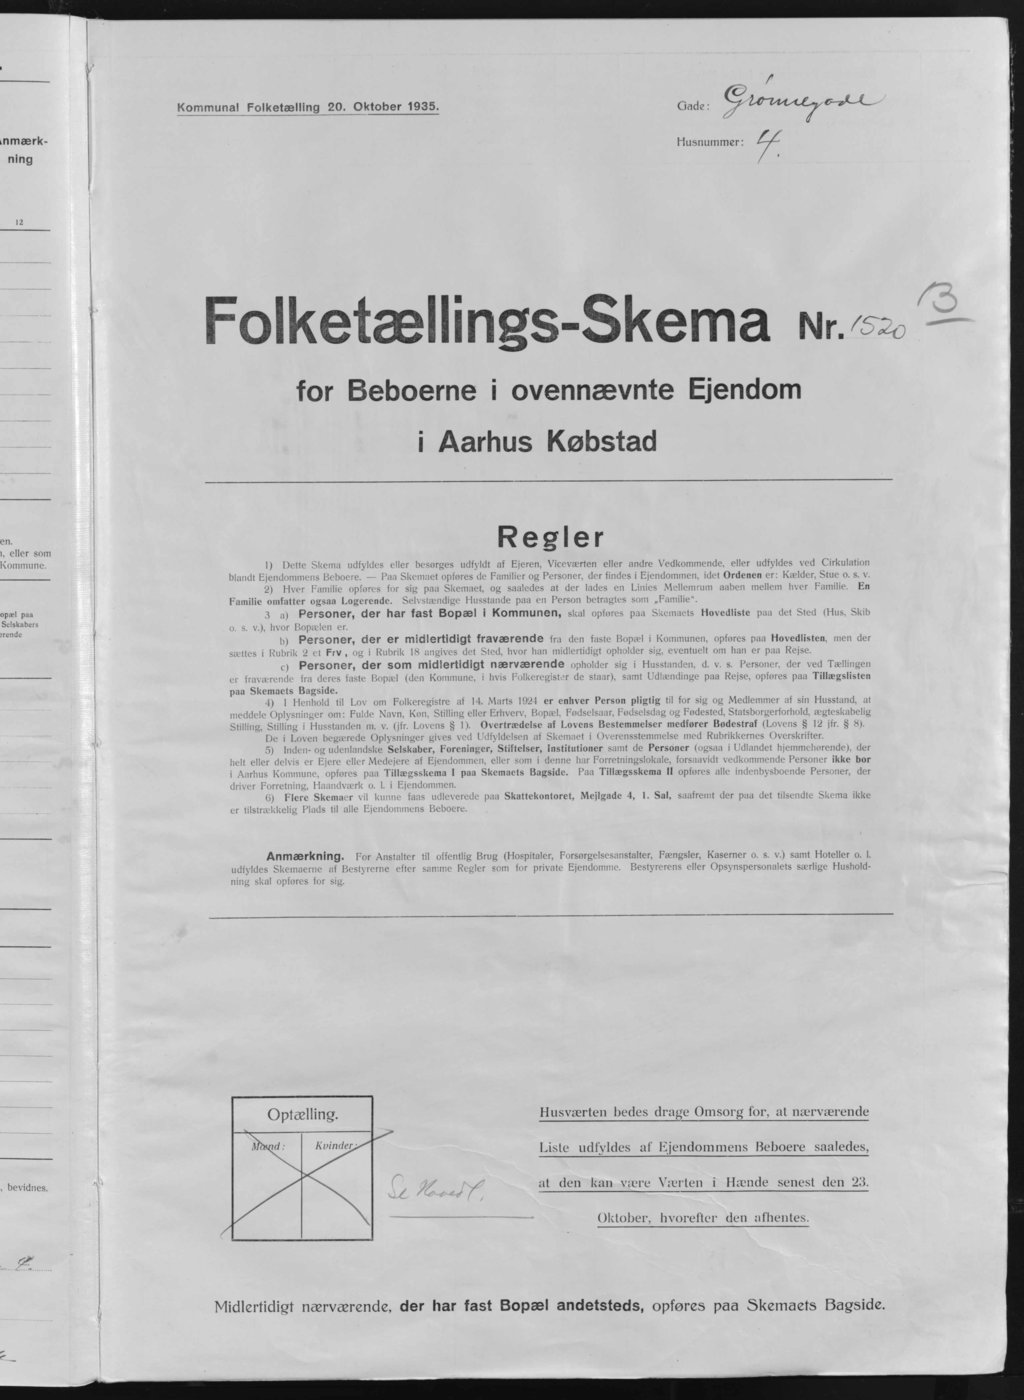 nmærk-
ning
12
en.
, eller som
Kommune.
opæl paa
Selskabers
erende
, bevidnes.
Kommunal Folketælling 20. Oktober 1935.
Gade: Grønnegade
Husnummer: 4.
Folketællings-Skema Nr. 1520 B
for Beboerne i ovennævnte Ejendom
i Aarhus Købstad
Regler
1) Dette Skema udfyldes eller besørges udfyldt af Ejeren, Viceværten eller andre Vedkommende, eller udfyldes ved Cirkulation
blandt Ejendommens Beboere. — Paa Skemaet opføres de Familier og Personer, der findes i Ejendommen, idet Ordenen er: Kælder, Stue o. s. v.
2) Hver Familie opføres for sig paa Skemaet, og saaledes at der lades en Linies Mellemrum aaben mellem hver Familie. En
Familie omfatter ogsaa Logerende. Selvstændige Husstande paa en Person betragtes som „Familie“.
3 a) Personer, der har fast Bopæl i Kommunen, skal opføres paa Skemaets Hovedliste paa det Sted (Hus, Skib
o. s. v.), hvor Bopælen er.
b) Personer, der er midlertidigt fraværende fra den faste Bopæl i Kommunen, opføres paa Hovedlisten, men der
sættes i Rubrik 2 et Frv, og i Rubrik 18 angives det Sted, hvor han midlertidigt opholder sig, eventuelt om han er paa Rejse.
c) Personer, der som midlertidigt nærværende opholder sig i Husstanden, d. v. s. Personer, der ved Tællingen
er fraværende fra deres faste Bopæl (den Kommune, i hvis Folkeregister de staar), samt Udlændinge paa Rejse, opføres paa Tillægslisten
paa Skemaets Bagside.
4) I Henhold til Lov om Folkeregistre af 14. Marts 1924 er enhver Person pligtig til for sig og Medlemmer af sin Husstand, at
meddele Oplysninger om: Fulde Navn, Køn, Stilling eller Erhverv, Bopæl, Fødselsaar, Fødselsdag og Fødested, Statsborgerforhold, ægteskabelig
Stilling, Stilling i Husstanden m. v. (jfr. Lovens § 1). Overtrædelse af Lovens Bestemmelser medfører Bødestraf (Lovens § 12 jfr. § 8).
De i Loven begærede Oplysninger gives ved Udfyldelsen af Skemaet i Overensstemmelse med Rubrikkernes Overskrifter.
5) Inden- og udenlandske Selskaber, Foreninger, Stiftelser, Institutioner samt de Personer (ogsaa i Udlandet hjemmehørende), der
helt eller delvis er Ejere eller Medejere af Ejendommen, eller som i denne har Forretningslokale, forsaavidt vedkommende Personer ikke bor
i Aarhus Kommune, opføres paa Tillægsskema I paa Skemaets Bagside. Paa Tillægsskema II opføres alle indenbysboende Personer, der
driver Forretning, Haandværk o. l. i Ejendommen.
6) Flere Skemaer vil kunne faas udleverede paa Skattekontoret, Mejlgade 4, 1. Sal, saafremt der paa det tilsendte Skema ikke
er tilstrækkelig Plads til alle Ejendommens Beboere.
Anmærkning. For Anstalter til offentlig Brug (Hospitaler, Forsørgelsesanstalter, Fængsler, Kaserner o. s. v.) samt Hoteller o. l.
udfyldes Skemaerne af Bestyrerne efter samme Regler som for private Ejendomme. Bestyrerens eller Opsynspersonalets særlige Hushold-
ning skal opføres for sig.
Optælling.
Mænd: Kvinder:
Se Hovedl.
Husværten bedes drage Omsorg for, at nærværende
Liste udfyldes af Ejendommens Beboere saaledes,
at den kan være Værten i Hænde senest den 23.
Oktober, hvorefter den afhentes.
Midlertidigt nærværende, der har fast Bopæl andetsteds, opføres paa Skemaets Bagside.